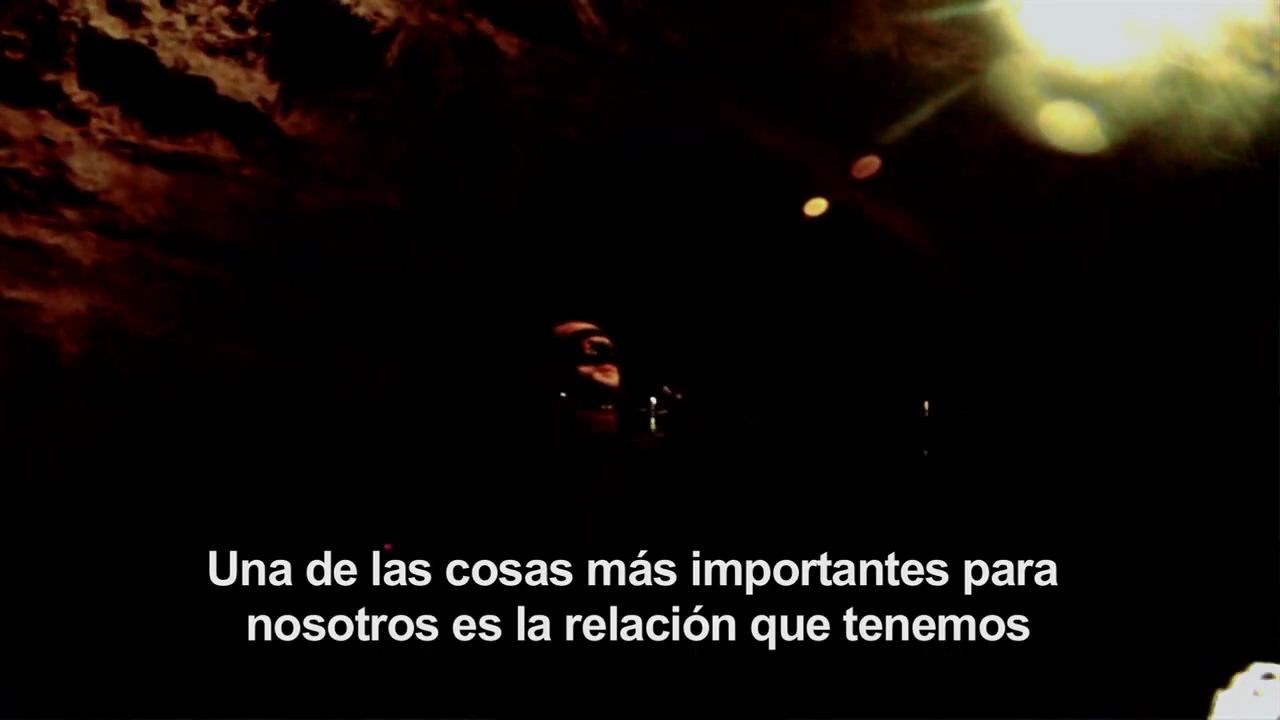 Una de las cosas más importantes para
nosotros es la relación que tenemos